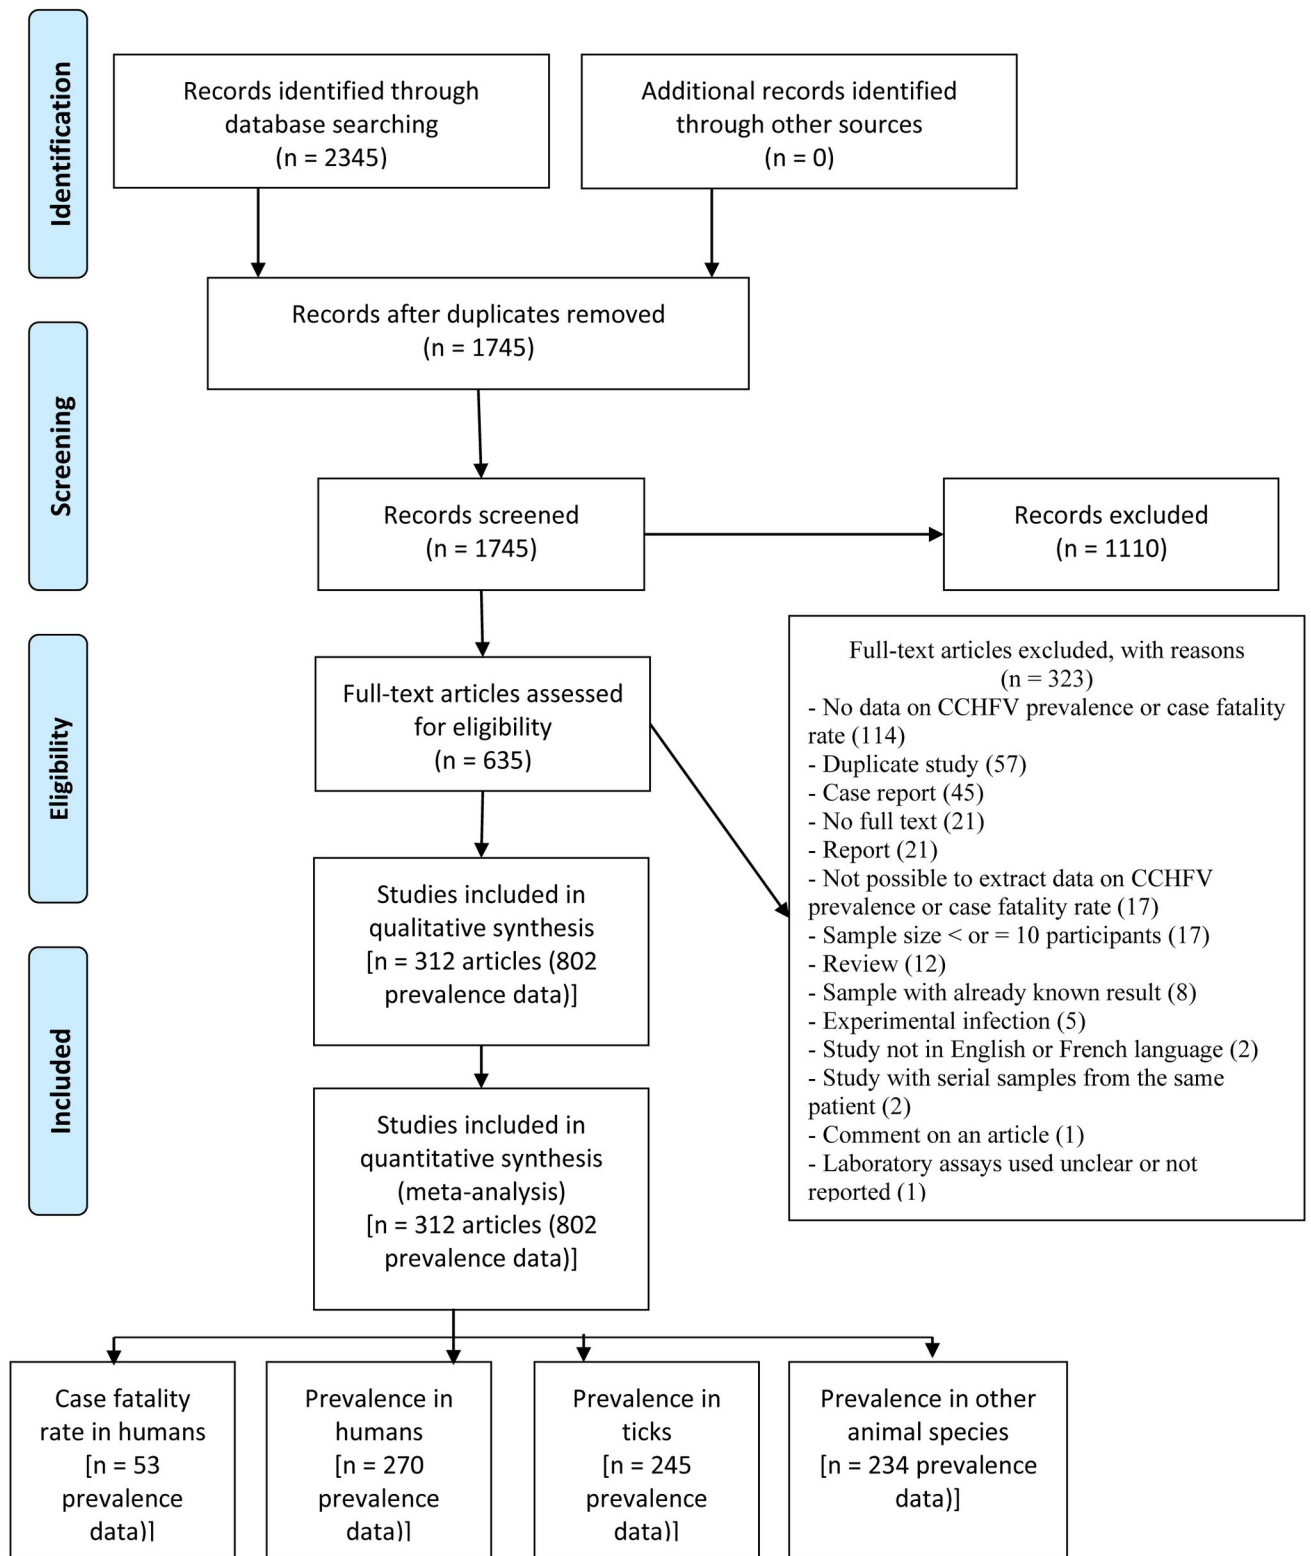 Identification
Records identified through
database searching
(n = 2345)
Additional records identified
through other sources
(n = 0)
Records after duplicates removed
(n = 1745)
Screening
Records screened
(n = 1745)
Records excluded
(n = 1110)
Eligibility
Full-text articles assessed
for eligibility
(n = 635)
Full-text articles excluded, with reasons
(n = 323)
- No data on CCHFV prevalence or case fatality
rate (114)
- Duplicate study (57)
- Case report (45)
- No full text (21)
- Report (21)
- Not possible to extract data on CCHFV
prevalence or case fatality rate (17)
- Sample size < or = 10 participants (17)
- Review (12)
- Sample with already known result (8)
- Experimental infection (5)
- Study not in English or French language (2)
- Study with serial samples from the same
patient (2)
- Comment on an article (1)
- Laboratory assays used unclear or not
reported (1)
Studies included in
qualitative synthesis
[n = 312 articles (802
prevalence data)]
Included
Studies included in
quantitative synthesis
(meta-analysis)
[n = 312 articles (802
prevalence data)]
Case fatality
rate in humans
[n = 53
prevalence
data)]
Prevalence in
humans
[n = 270
prevalence
data)]
Prevalence in
ticks
[n = 245
prevalence
data)]
Prevalence in other
animal species
[n = 234 prevalence
data)]